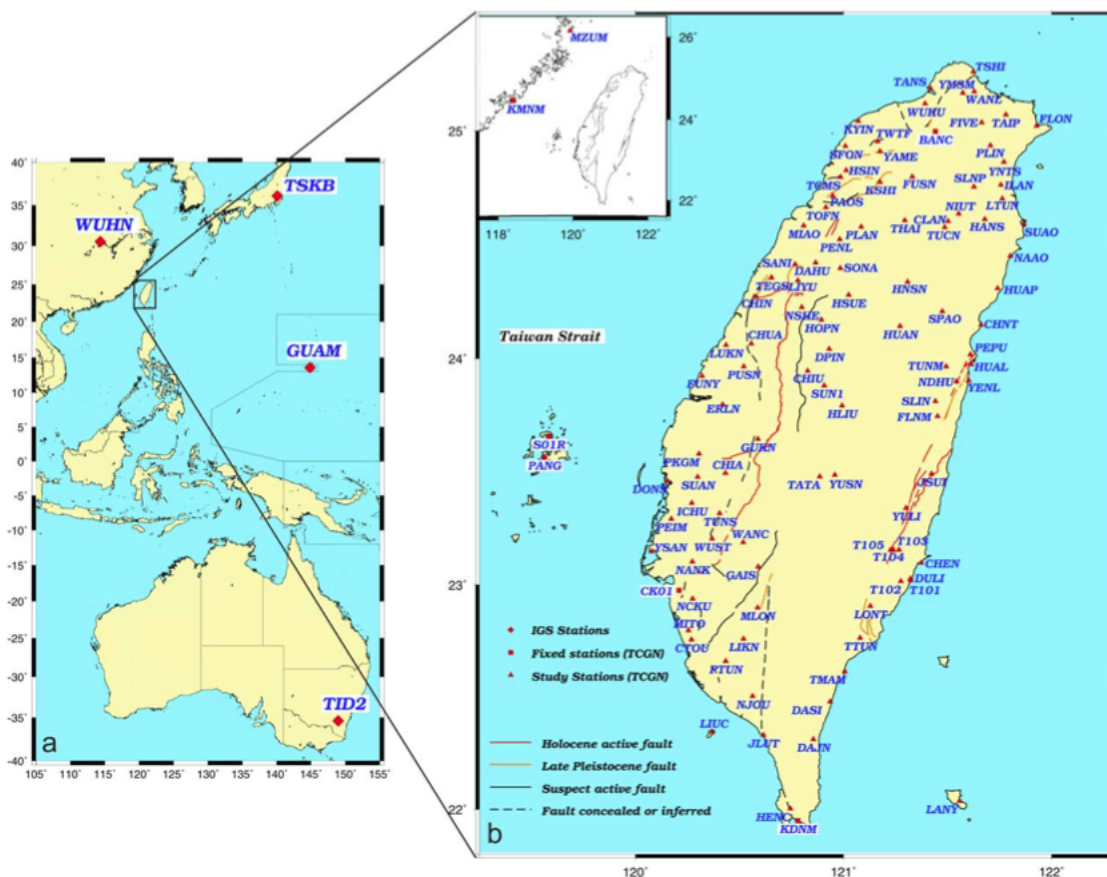 40°
35°
30°
25°
20°
15°
10°
5°
0°
-5°
-10°
-15°
-20°
-25°
-30°
-35°
-40°
105° 110° 115° 120° 125° 130° 135° 140° 145° 150° 155°
TSKB
WUHN
GUAM
TID2
a
MZUM
KMNM
26°
24°
22°
118° 120° 122°
25°
24°
23°
22°
120° 121° 122°
Taiwan Strait
TSHI
TANS
YMSM
WANL
WUHU
FIVE
TAIP
FLON
KYIN
TWTF
BANC
SFON
YAME
PLIN
HSIN
YNTS
TCMS
KSHI
FUSN
SLNP
ILAN
PAOS
LTUN
TOFN
NIUT
CLAN
HANS
MIAO
PLAN
THAI
TUCN
SUAO
PENL
NAAO
SANI
DAHU
SONA
TEGS
LIYU
HNSN
HUAP
CHIN
HSUE
NSHE
HOPN
SPAO
CHNT
CHUA
HUAN
LUKN
DPIN
PEPU
PUSN
TUNM
HUAL
FUNY
CHIU
NDHU
YENL
SUN1
ERLN
HLIU
SLIN
FLNM
S01R
PANG
GUKN
PKGM
CHIA
DONS
SUAN
TATA
YUSN
JSUI
ICHU
PEIM
TUNS
YULI
WANC
YSAN
WUST
T105
T103
T104
NANK
GAIS
CHEN
DULI
T102
T101
CK01
NCKU
MLON
LONT
MITO
CTOU
LIKN
TTUN
RTUN
TMAM
NJOU
DASI
LIUC
JLUT
DAJN
LANY
HENC
KDNM
IGS Stations
Fixed stations (TCGN)
Study Stations (TCGN)
Holocene active fault
Late Pleistocene fault
Suspect active fault
Fault concealed or inferred
b